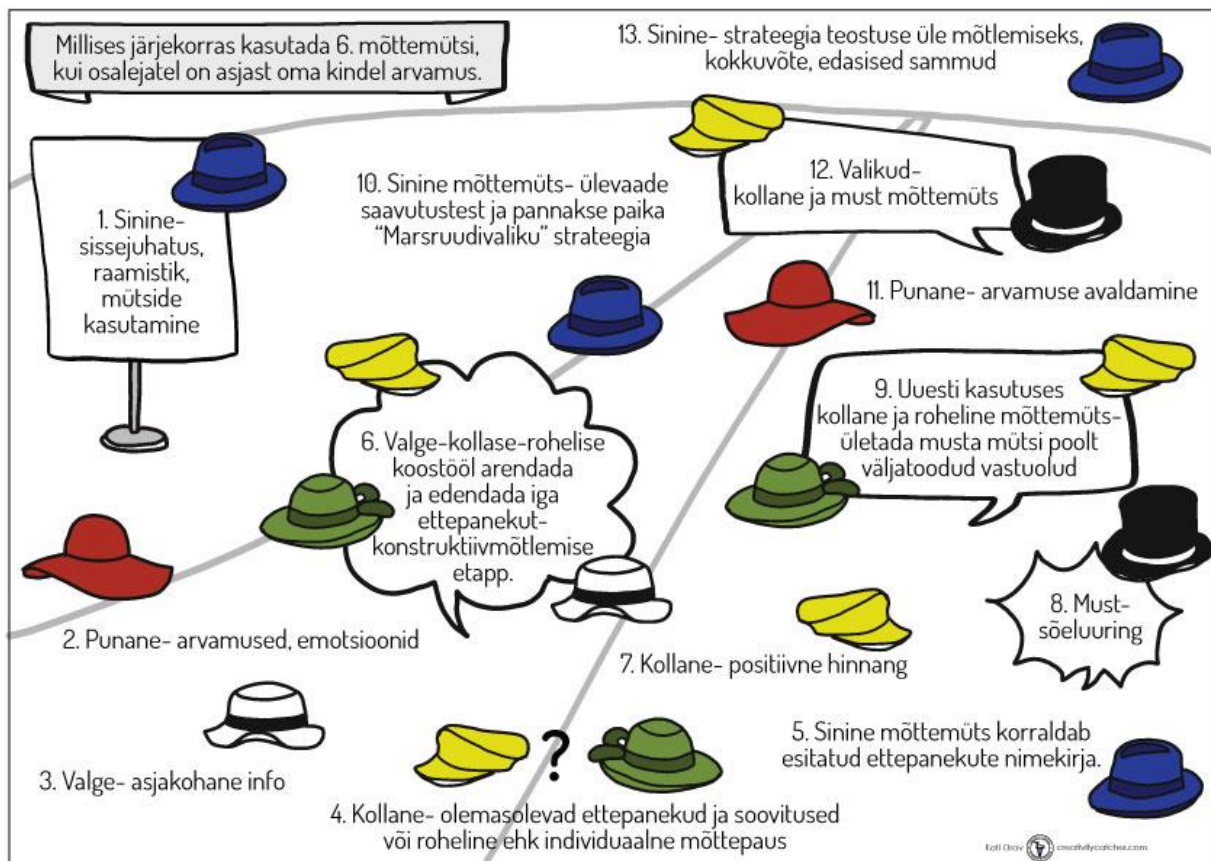 Millises järjekorras kasutada 6. mõttemütsi,
kui osalejatel on asjast oma kindel arvamus.
1. Sinine-
sissejuhatus,
raamistik,
mütside
kasutamine
2. Punane- arvamused, emotsioonid
3. Valge- asjakohane info
?
4. Kollane- olemasolevad ettepanekud ja soovitused
või roheline ehk individuaalne mõttepaus
5. Sinine mõttemüts korraldab
esitatud ettepanekute nimekirja.
6. Valge-kollase-rohelise
koostööl arendada
ja edendada iga
ettepanekut-
konstruktiivmõtlemise
etapp.
7. Kollane- positiivne hinnang
8. Must-
sõeluuring
9. Uuesti kasutuses
kollane ja roheline mõttemüts-
ületada musta mütsi poolt
väljatoodud vastuolud
10. Sinine mõttemüts- ülevaade
saavutustest ja pannakse paika
"Marsruudivaliku" strateegia
11. Punane- arvamuse avaldamine
12. Valikud-
kollane ja must mõttemüts
13. Sinine- strateegia teostuse üle mõtlemiseks,
kokkuvõte, edasised sammud
Kati Orav creativitycatcher.com